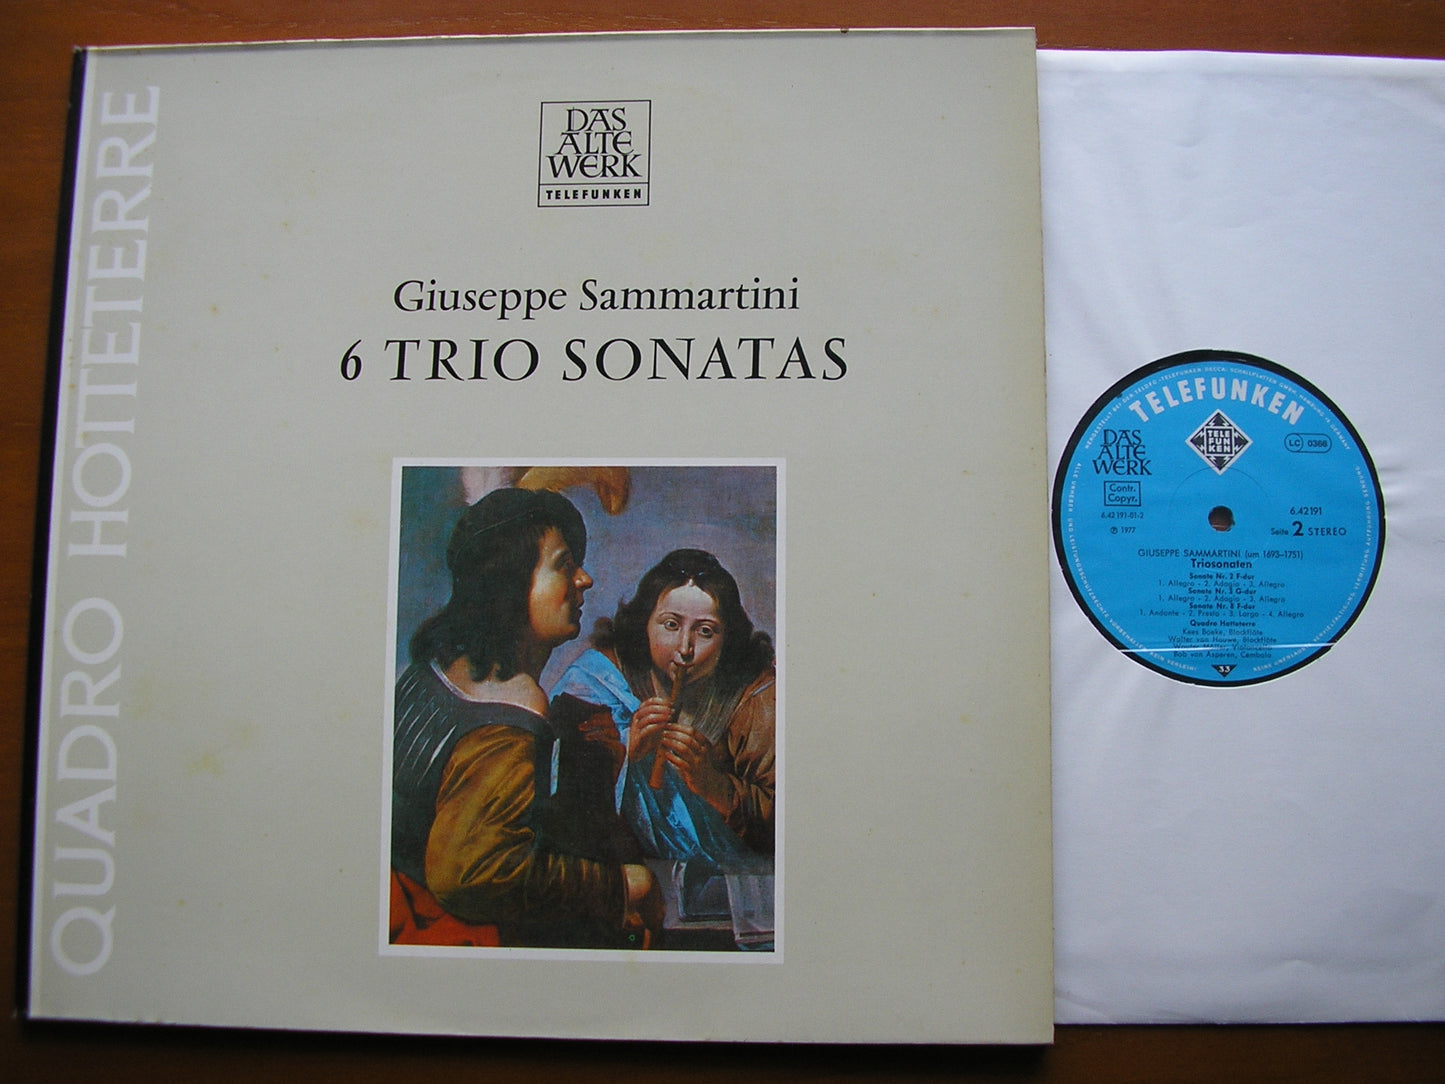 QUADRO HOTTETERRE
DAS
ALTE
WERK
TELEFUNKEN
Giuseppe Sammartini
6 TRIO SONATAS
TELEFUNKEN
DAS
ALTE
WERK
TELE
FUN
KEN
LC 0366
Contr.
Copyr.
6.42191-01-2
℗ 1977
6.42191
Seite 2 STEREO
GIUSEPPE SAMMARTINI (um 1693-1751)
Triosonaten
Sonate Nr. 2 F-dur
1. Allegro - 2. Adagio - 3. Allegro
Sonate Nr. 3 G-dur
1. Allegro - 2. Adagio - 3. Allegro
Sonate Nr. 8 F-dur
1. Andante - 2. Presto - 3. Largo - 4. Allegro
Quadro Hotteterre
Kees Boeke, Blockflöte
Walter van Hauwe, Blockflöte
Violoncello
Bob van Asperen, Cembalo
33